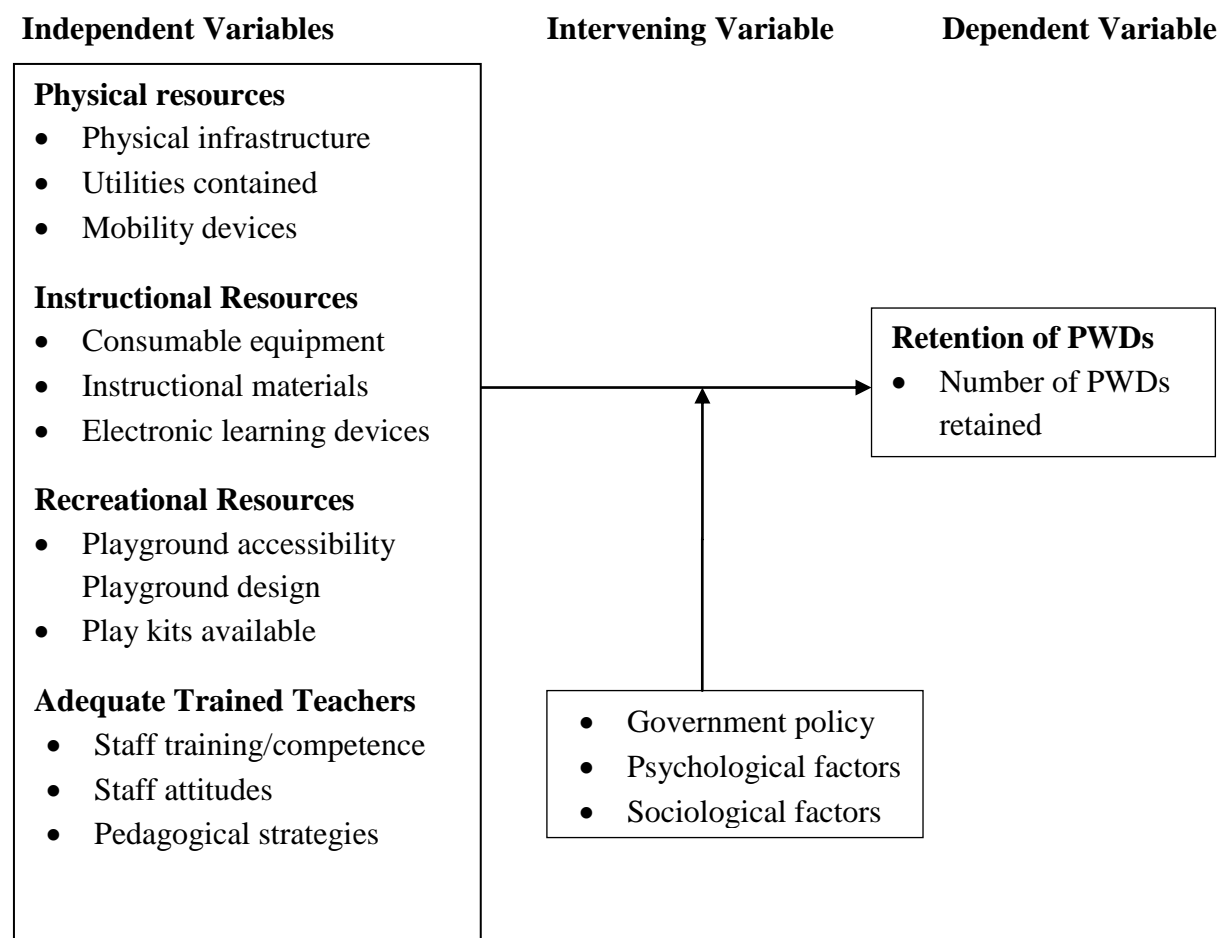 Independent Variables
Intervening Variable
Dependent Variable
Physical resources
• Physical infrastructure
• Utilities contained
• Mobility devices
Instructional Resources
• Consumable equipment
• Instructional materials
• Electronic learning devices
Recreational Resources
• Playground accessibility
Playground design
• Play kits available
Adequate Trained Teachers
• Staff training/competence
• Staff attitudes
• Pedagogical strategies
• Government policy
• Psychological factors
• Sociological factors
Retention of PWDs
• Number of PWDs
retained